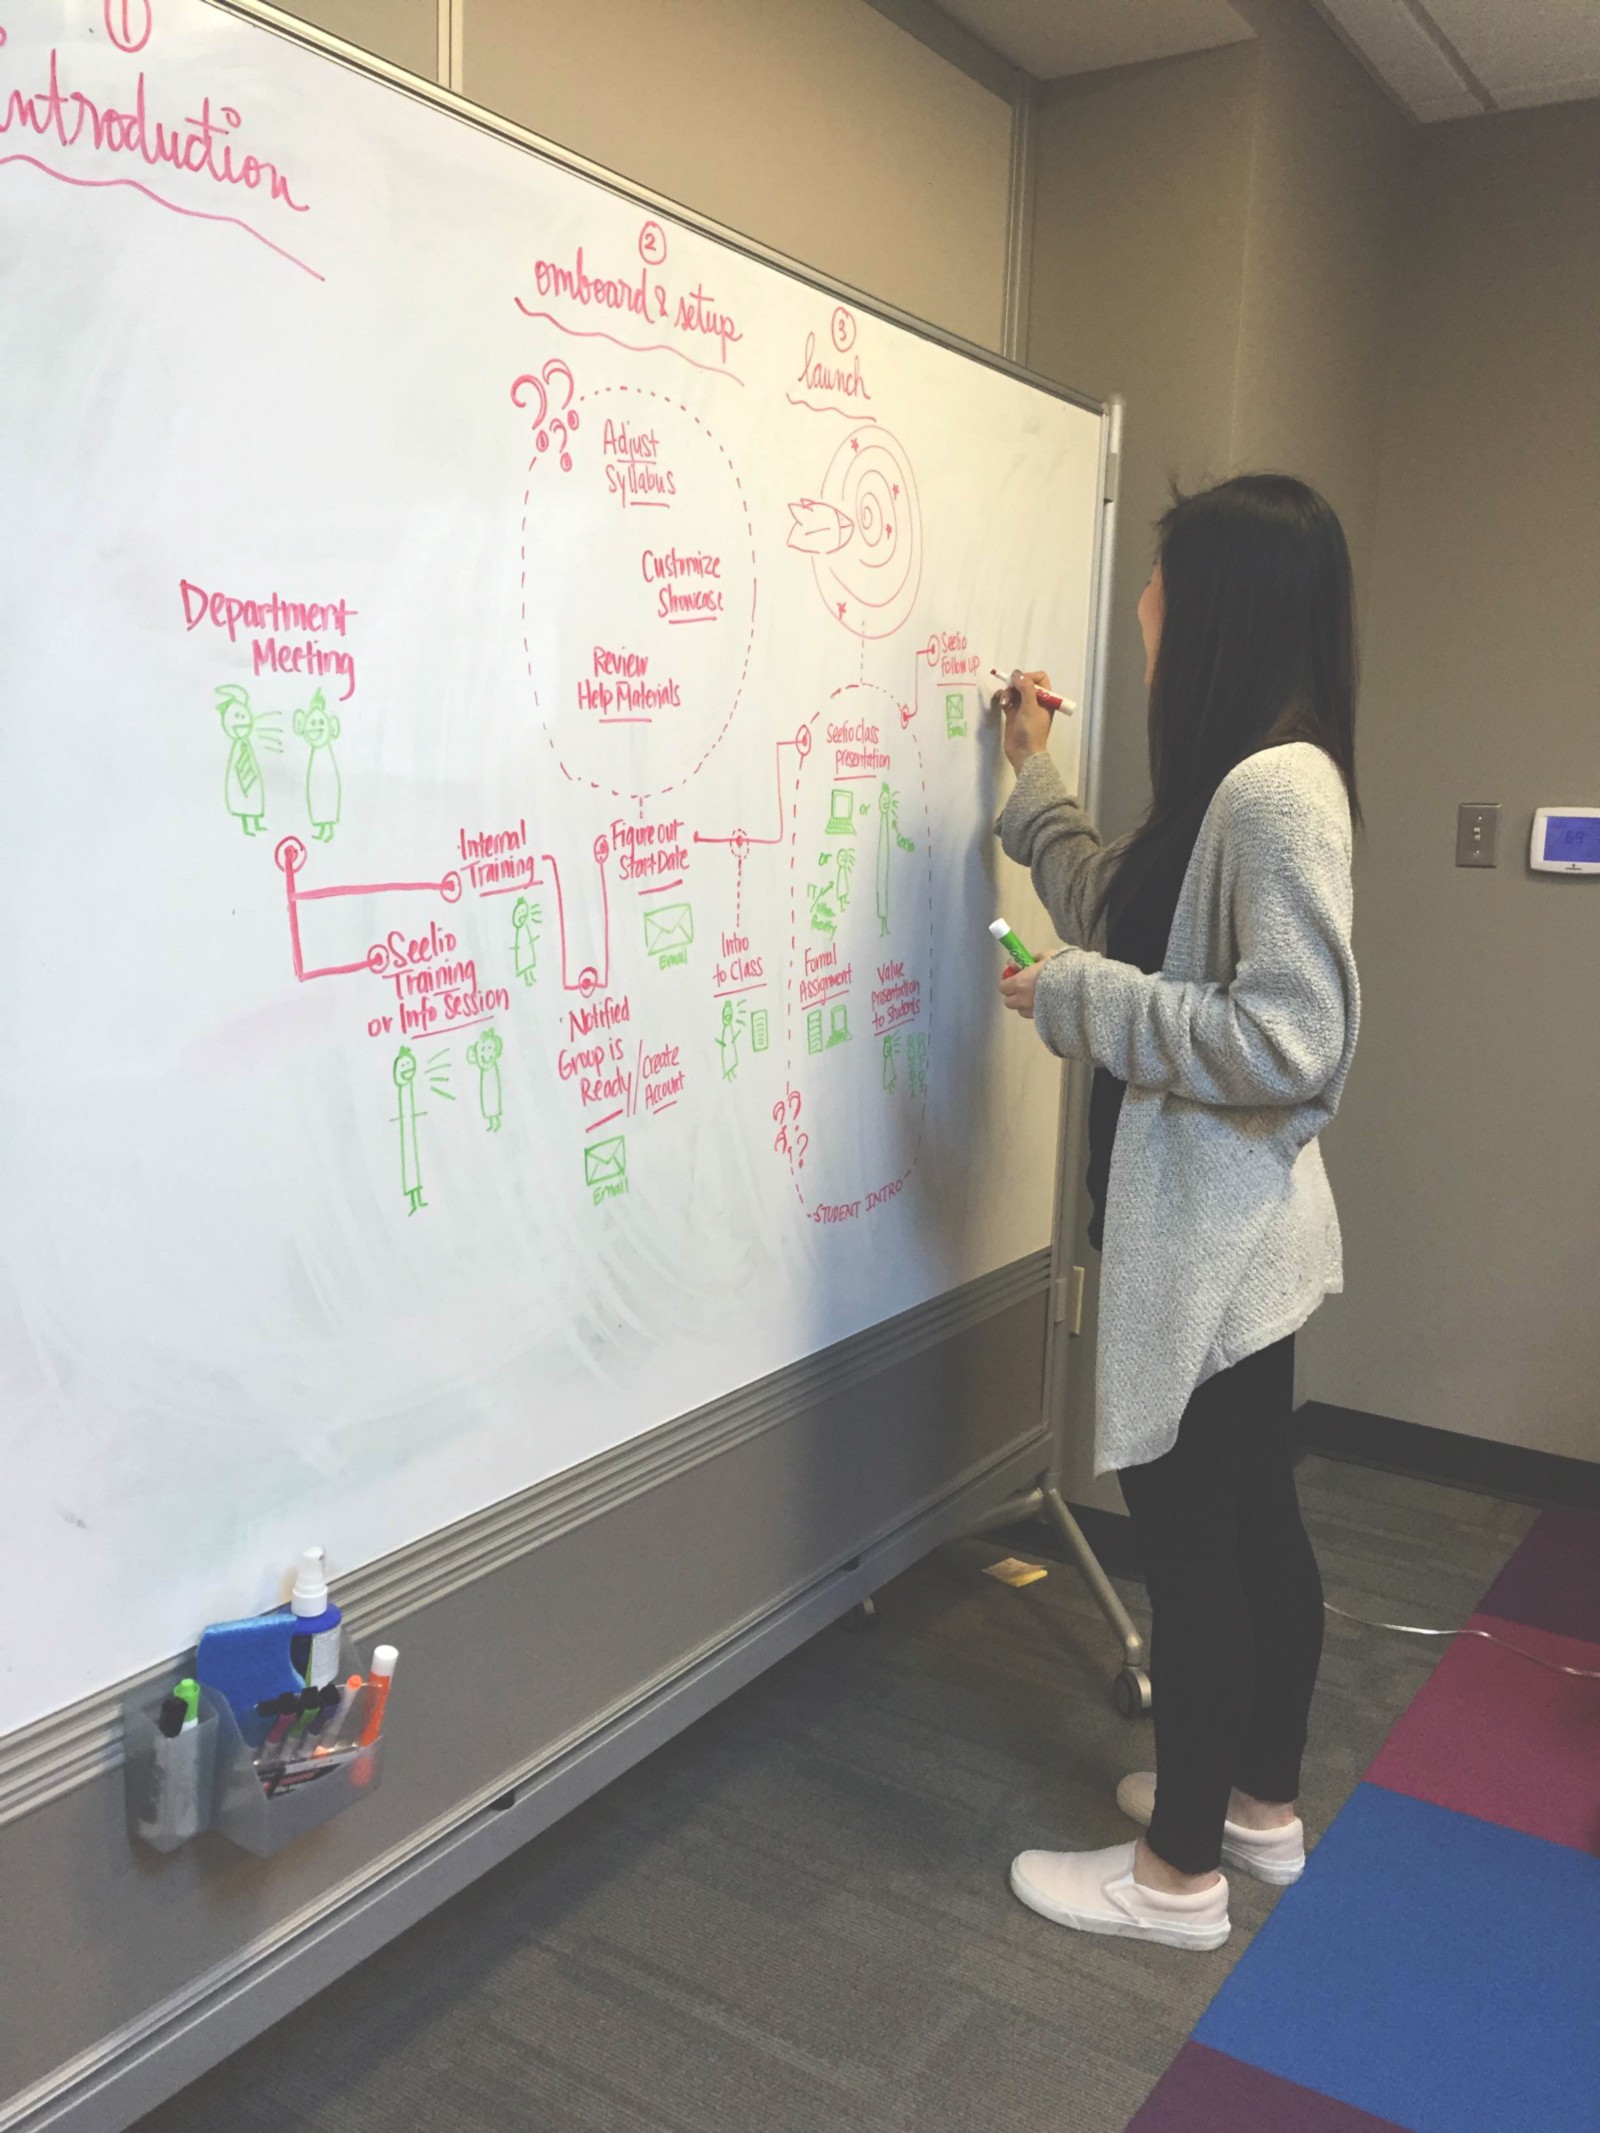 1
introduction
2
onboard & setup
3
launch
??
??
Adjust
Syllabus
Customize
Showcase
Review
Help Materials
Department
Meeting
Internal
Training
Seelio
Training
or Info Session
Notified
Group is
Ready / Create
Account
Email
Figure out
Start Date
Email
Intro
to Class
Seelio Class
presentation
or
Seelio
or
IT
Formal
Assignment
Value
Presentation
to Students
??
??
STUDENT INTRO
Seelio
Follow up
Email
69°